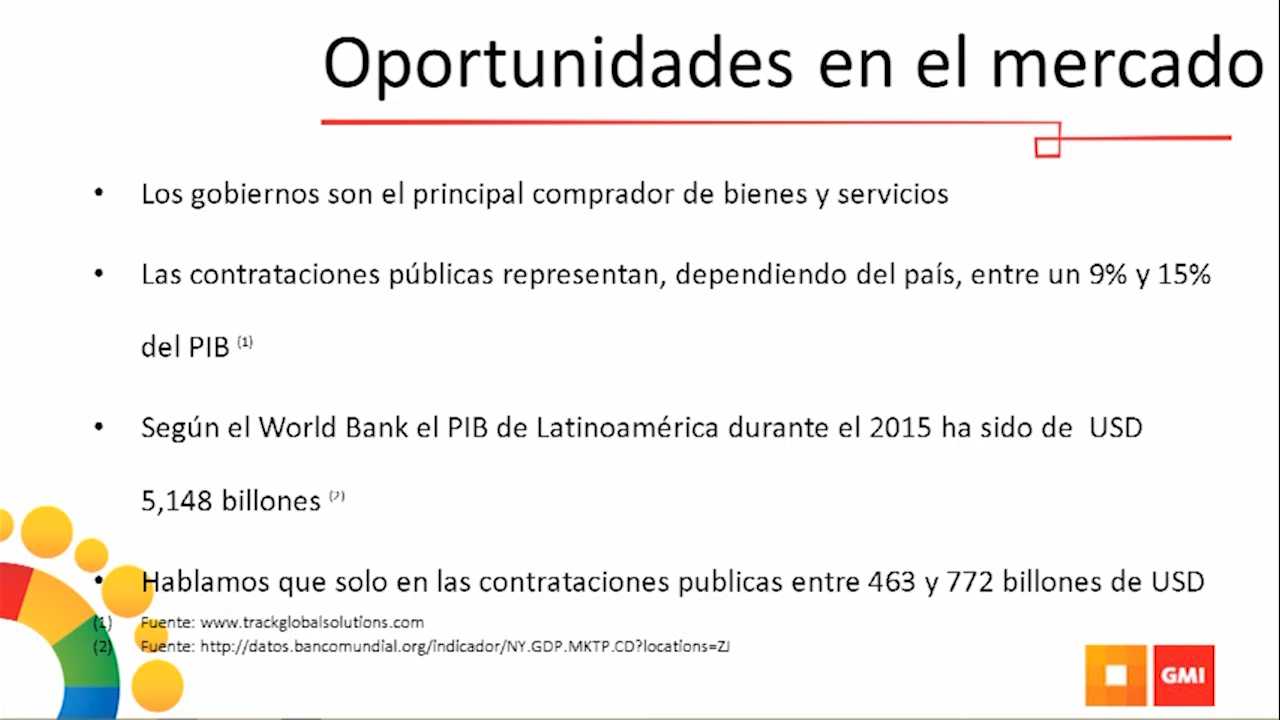 Oportunidades en el mercado
• Los gobiernos son el principal comprador de bienes y servicios
• Las contrataciones públicas representan, dependiendo del país, entre un 9% y 15%
del PIB (1)
• Según el World Bank el PIB de Latinoamérica durante el 2015 ha sido de USD
5,148 billones (2)
• Hablamos que solo en las contrataciones publicas entre 463 y 772 billones de USD
(1) Fuente: www.trackglobalsolutions.com
(2) Fuente: http://datos.bancomundial.org/indicador/NY.GDP.MKTP.CD?locations=ZJ
GMI